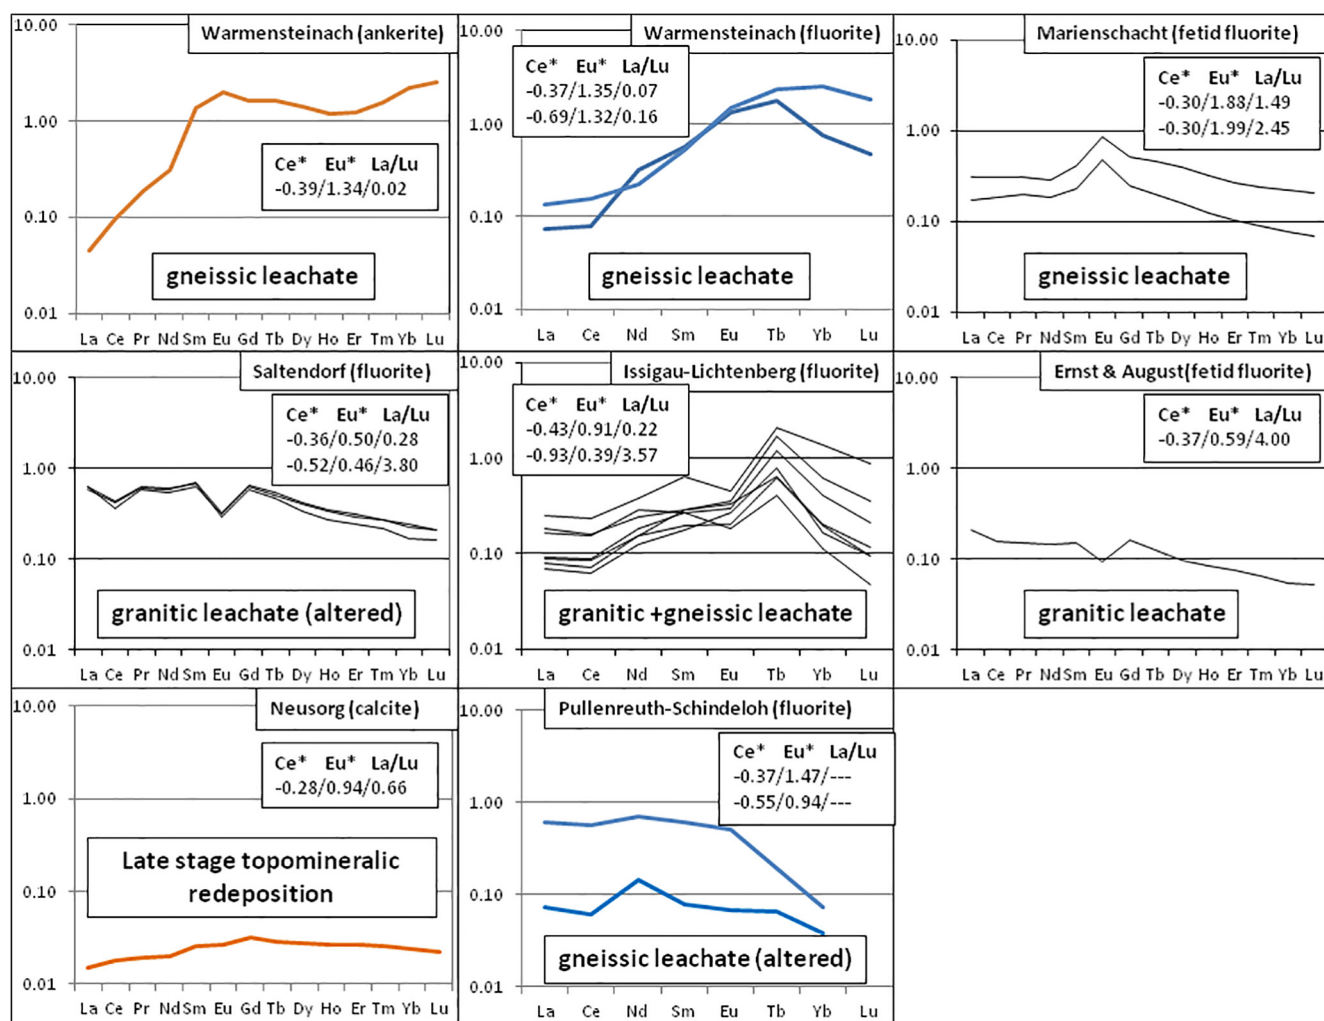 Warmensteinach (ankerite)
10.00
1.00
0.10
0.01
Ce* Eu* La/Lu
-0.39/1.34/0.02
gneissic leachate
La Ce Pr Nd Sm Eu Gd Tb Dy Ho Er Tm Yb Lu
Warmensteinach (fluorite)
10.00
1.00
0.10
0.01
Ce* Eu* La/Lu
-0.37/1.35/0.07
-0.69/1.32/0.16
gneissic leachate
La Ce Nd Sm Eu Tb Yb Lu
Marienschacht (fetid fluorite)
10.00
1.00
0.10
0.01
Ce* Eu* La/Lu
-0.30/1.88/1.49
-0.30/1.99/2.45
gneissic leachate
La Ce Pr Nd Sm Eu Gd Tb Dy Ho Er Tm Yb Lu
Saltendorf (fluorite)
10.00
1.00
0.10
0.01
Ce* Eu* La/Lu
-0.36/0.50/0.28
-0.52/0.46/3.80
granitic leachate (altered)
La Ce Pr Nd Sm Eu Gd Tb Dy Ho Er Tm Yb Lu
Issigau-Lichtenberg (fluorite)
10.00
1.00
0.10
0.01
Ce* Eu* La/Lu
-0.43/0.91/0.22
-0.93/0.39/3.57
granitic +gneissic leachate
La Ce Nd Sm Eu Tb Yb Lu
Ernst & August(fetid fluorite)
10.00
1.00
0.10
0.01
Ce* Eu* La/Lu
-0.37/0.59/4.00
granitic leachate
La Ce Pr Nd Sm Eu Gd Tb Dy Ho Er Tm Yb Lu
Neusorg (calcite)
10.00
1.00
0.10
0.01
Ce* Eu* La/Lu
-0.28/0.94/0.66
Late stage topomineralic
redeposition
La Ce Pr Nd Sm Eu Gd Tb Dy Ho Er Tm Yb Lu
Pullenreuth-Schindeloh (fluorite)
10.00
1.00
0.10
0.01
Ce* Eu* La/Lu
-0.37/1.47/---
-0.55/0.94/---
gneissic leachate (altered)
La Ce Nd Sm Eu Tb Yb Lu